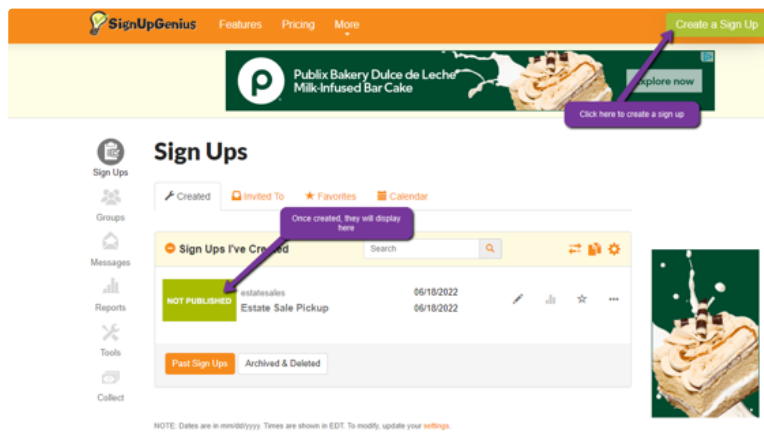 SignUpGenius Features Pricing More Create a Sign Up
Publix Bakery Dulce de Leche
Milk-Infused Bar Cake
Explore now
Click here to create a sign up
Sign Ups
Sign Ups
Created Invited To Favorites Calendar
Groups
Once created, they will display
here
Messages
Sign Ups I've Created Search
NOT PUBLISHED
estatesales 06/18/2022
Estate Sale Pickup 06/18/2022
Reports
Tools
Past Sign Ups Archived & Deleted
Collect
NOTE: Dates are in mm/dd/yyyy. Times are shown in EDT. To modify, update your settings.